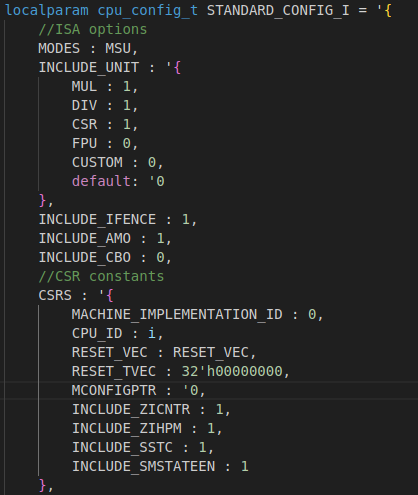 localparam cpu_config_t STANDARD_CONFIG_I = '{
//ISA options
MODES : MSU,
INCLUDE_UNIT : '{
MUL : 1,
DIV : 1,
CSR : 1,
FPU : 0,
CUSTOM : 0,
default: '0
},
INCLUDE_IFENCE : 1,
INCLUDE_AMO : 1,
INCLUDE_CBO : 0,
//CSR constants
CSRS : '{
MACHINE_IMPLEMENTATION_ID : 0,
CPU_ID : i,
RESET_VEC : RESET_VEC,
RESET_TVEC : 32'h00000000,
MCONFIGPTR : '0,
INCLUDE_ZICNTR : 1,
INCLUDE_ZIHPM : 1,
INCLUDE_SSTC : 1,
INCLUDE_SMSTATEEN : 1
},